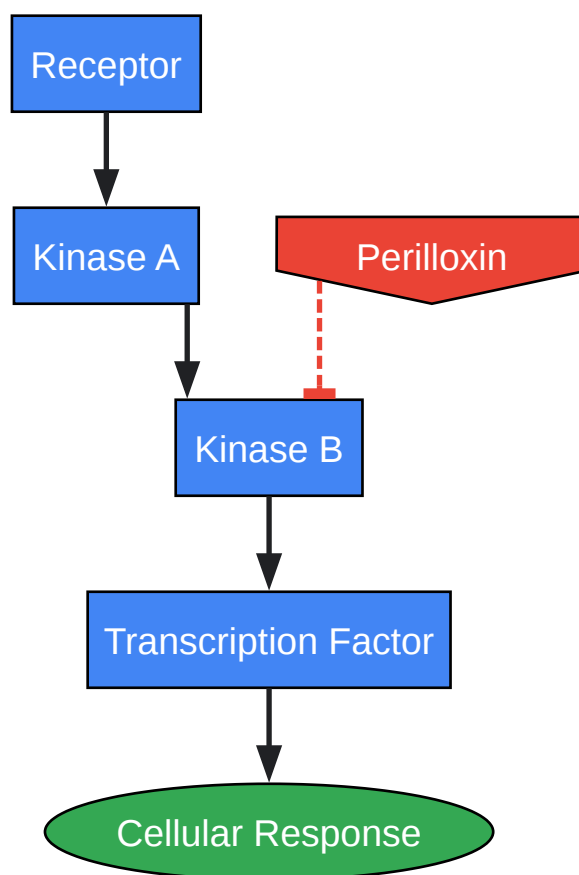 Receptor
Kinase A
Perilloxin
Kinase B
Transcription Factor
Cellular Response